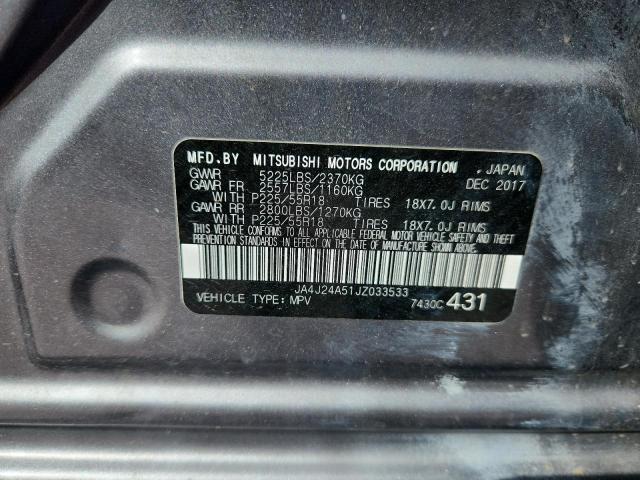 MFD.BY MITSUBISHI MOTORS CORPORATION , JAPAN
GVWR 5225LBS/2370KG DEC 2017
GAWR FR 2557LBS/1160KG
WITH P225/55R18 TIRES 18X7.0J RIMS
GAWR RR 2800LBS/1270KG
WITH P225/55R18 TIRES 18X7.0J RIMS
THIS VEHICLE CONFORMS TO ALL APPLICABLE FEDERAL MOTOR VEHICLE SAFETY AND THEFT
PREVENTION STANDARDS IN EFFECT ON THE DATE OF MANUFACTURE SHOWN ABOVE.
JA4J24A51JZ033533
VEHICLE TYPE:MPV 7430C 431